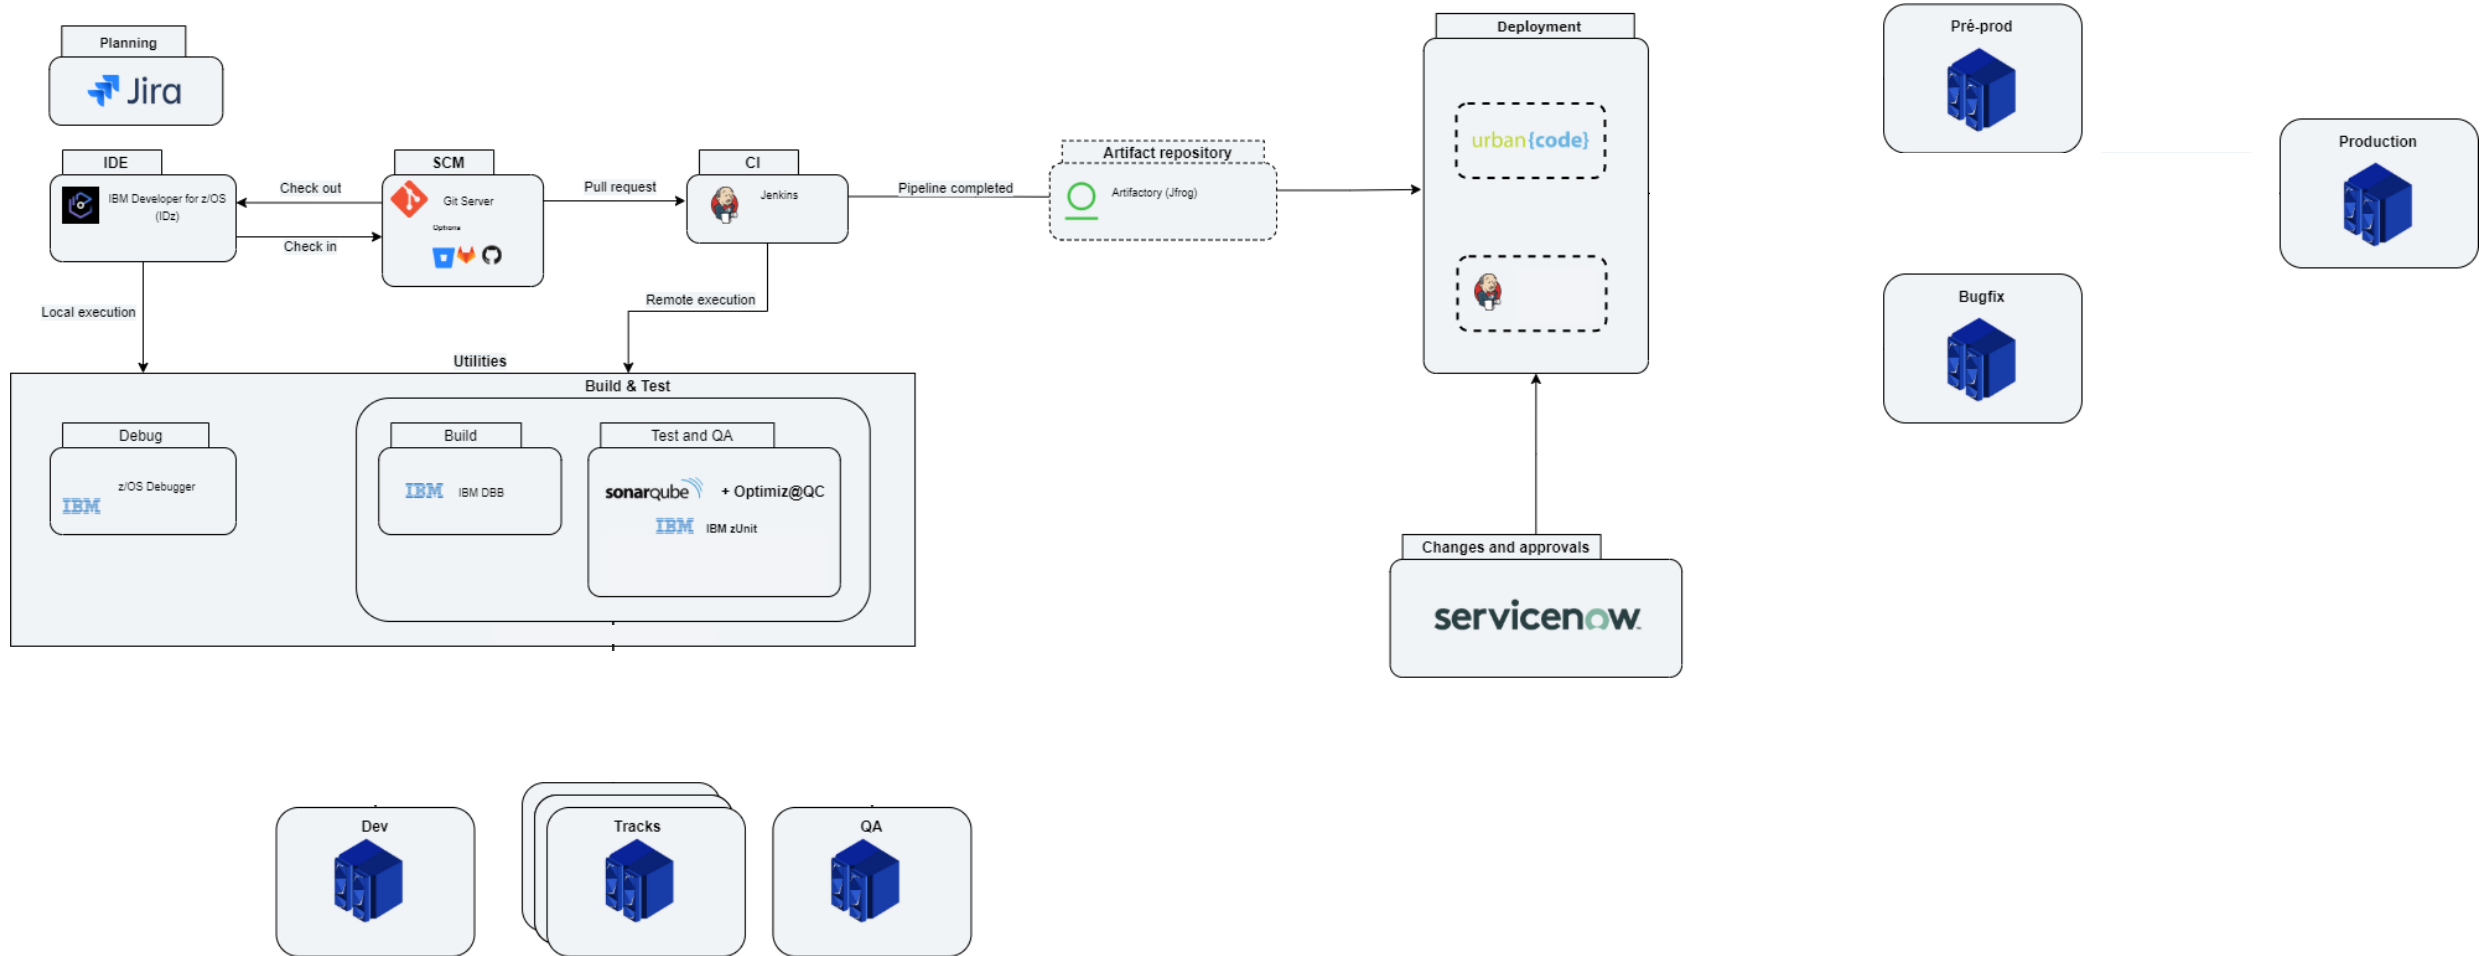 Planning
Jira
IDE
IBM Developer for z/OS
(IDz)
Check out
Check in
SCM
Git Server
Options
Pull request
CI
Jenkins
Pipeline completed
Artifact repository
Artifactory (Jfrog)
Deployment
urban{code}
Pré-prod
Production
Bugfix
Local execution
Remote execution
Utilities
Build & Test
Debug
z/OS Debugger
IBM
Build
IBM
IBM DBB
Test and QA
sonarqube
+ Optimiz@QC
IBM
IBM zUnit
Changes and approvals
servicenow
Dev
Tracks
QA